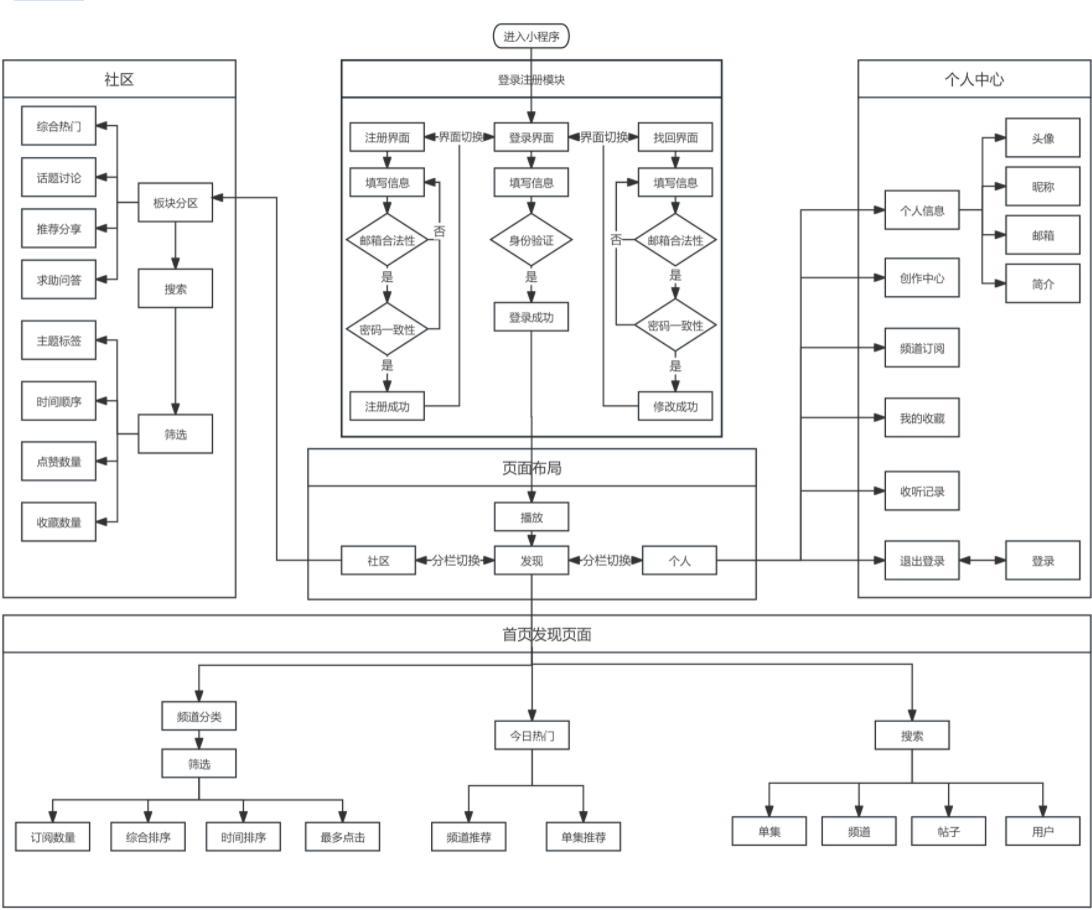 进入小程序
社区
综合热门
话题讨论
推荐分享
求助问答
主题标签
时间顺序
点赞数量
收藏数量
板块分区
搜索
筛选
登录注册模块
注册界面
界面切换
登录界面
界面切换
找回界面
填写信息
填写信息
填写信息
邮箱合法性
否
身份验证
否
邮箱合法性
是
是
是
密码一致性
登录成功
密码一致性
是
是
注册成功
修改成功
个人中心
个人信息
创作中心
频道订阅
我的收藏
收听记录
退出登录
头像
昵称
邮箱
简介
登录
页面布局
播放
社区
分栏切换
发现
分栏切换
个人
首页发现页面
频道分类
筛选
订阅数量
综合排序
时间排序
最多点击
今日热门
频道推荐
单集推荐
搜索
单集
频道
帖子
用户